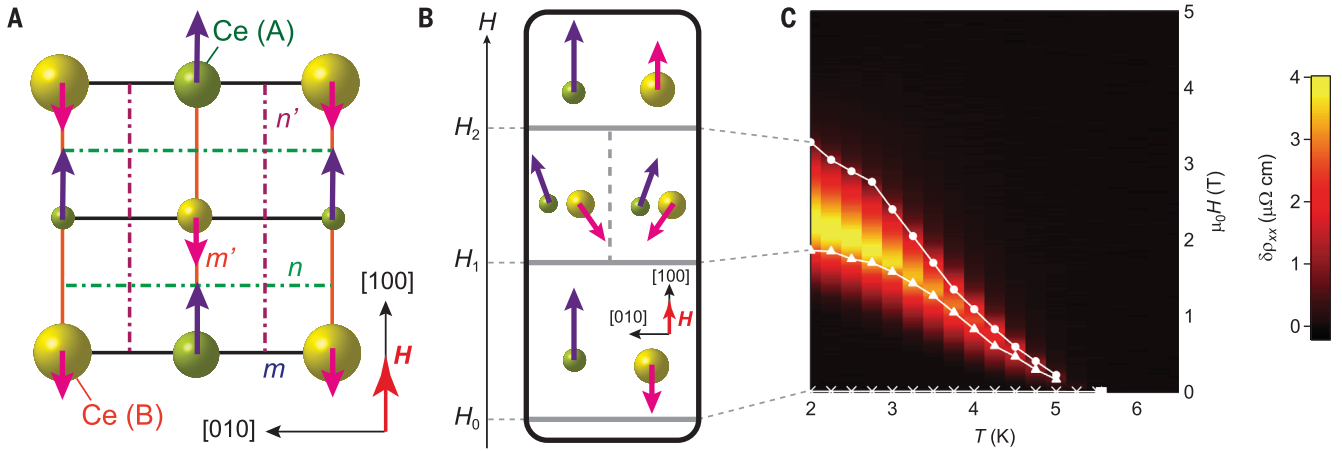 A
Ce (A)
n'
m'
n
[100]
H
m
Ce (B)
[010]
B
H
H2
H1
[100]
[010]
H
H0
C
5
4
3
2
1
0
μ0H (T)
2
3
4
5
6
T (K)
4
3
2
1
0
δρxx (μΩ cm)